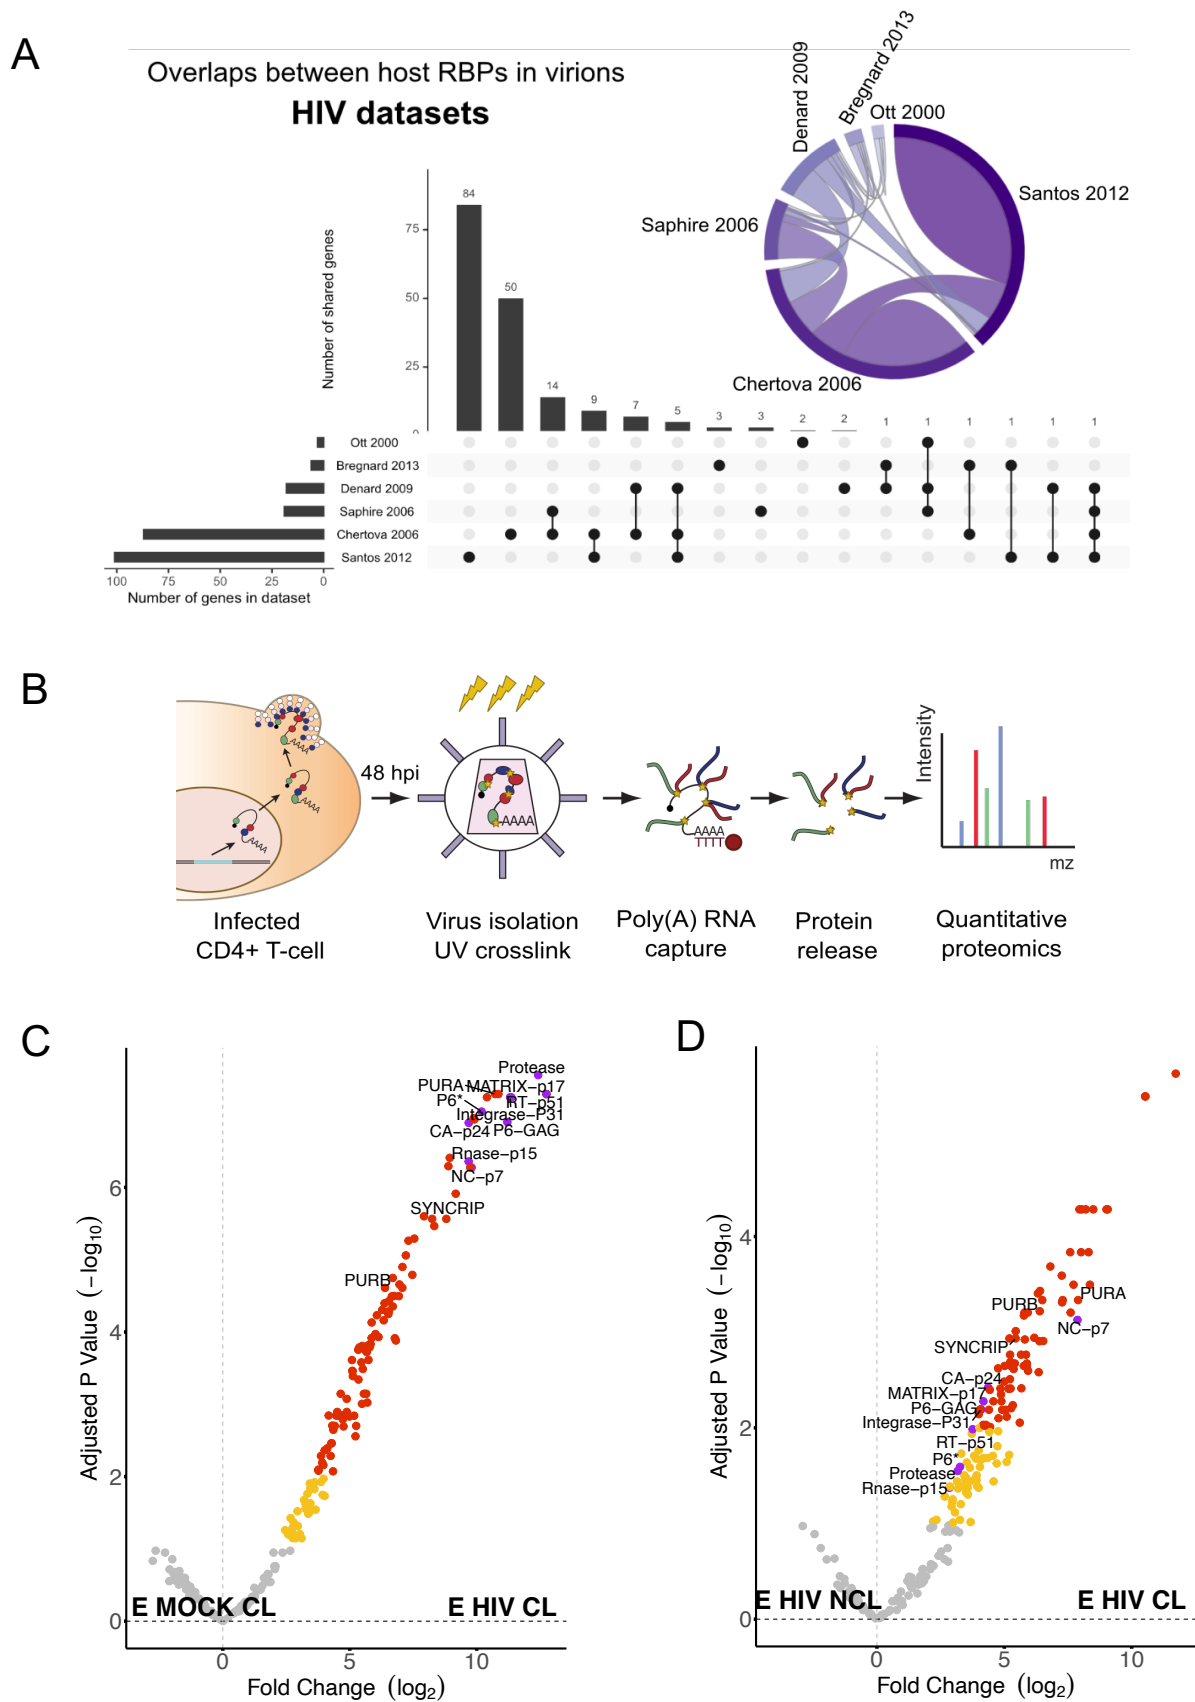 A
Overlaps between host RBPs in virions
HIV datasets
Denard 2009
Bregnard 2013
Ott 2000
Santos 2012
Saphire 2006
Chertova 2006
Number of shared genes
75
50
25
0
84
50
14
9
7
5
3
3
2
2
1
1
1
1
1
1
Ott 2000
Bregnard 2013
Denard 2009
Saphire 2006
Chertova 2006
Santos 2012
100
75
50
25
0
Number of genes in dataset
B
48 hpi
AAAA
AAAA
AAAA
AAAA
AAAA
TTTT
Intensity
mz
Infected
CD4+ T-cell
Virus isolation
UV crosslink
Poly(A) RNA
capture
Protein
release
Quantitative
proteomics
C
Adjusted P Value (−log10)
6
4
2
0
Protease
PURA
MATRIX−p17
P6*
RT−p51
Integrase−P31
CA−p24
P6−GAG
Rnase−p15
NC−p7
SYNCRIP
PURB
E MOCK CL
E HIV CL
0
5
10
Fold Change (log2)
D
Adjusted P Value (−log10)
4
2
0
PURA
PURB
NC−p7
SYNCRIP
CA−p24
MATRIX−p17
P6−GAG
Integrase−P31
RT−p51
P6*
Protease
Rnase−p15
E HIV NCL
E HIV CL
0
5
10
Fold Change (log2)